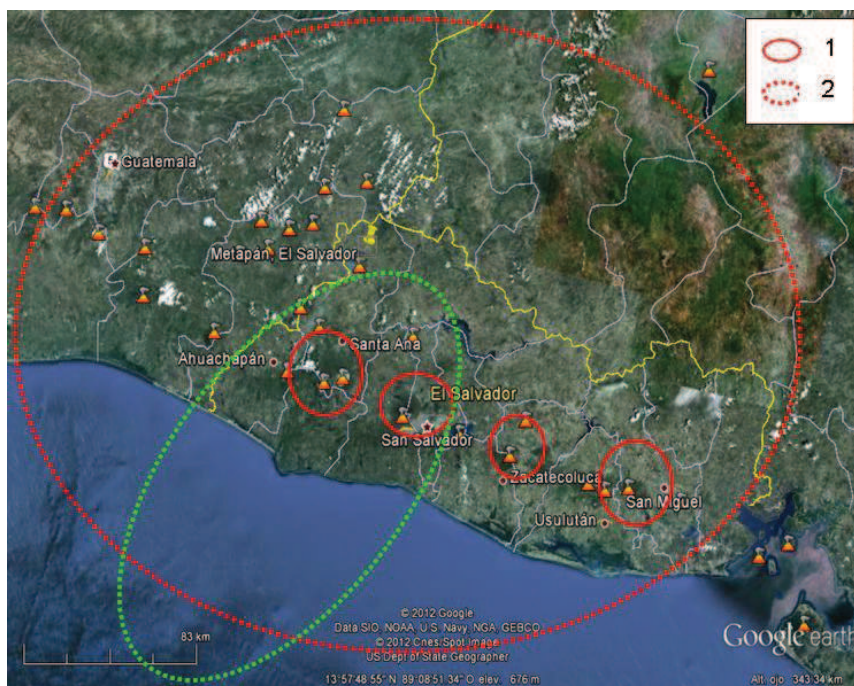 1
2
Guatemala
Metapán, El Salvador
Santa Ana
Ahuachapán
El Salvador
San Salvador
Zacatecoluca
San Miguel
Usulután
© 2012 Google
Data SIO, NOAA, U.S. Navy, NGA, GEBCO
© 2012 Cnes/Spot Image
US Dept of State Geographer
83 km
Google earth
13°57'48.55" N 89°08'51.34" O elev. 676 m
Alt. ojo 343.34 km